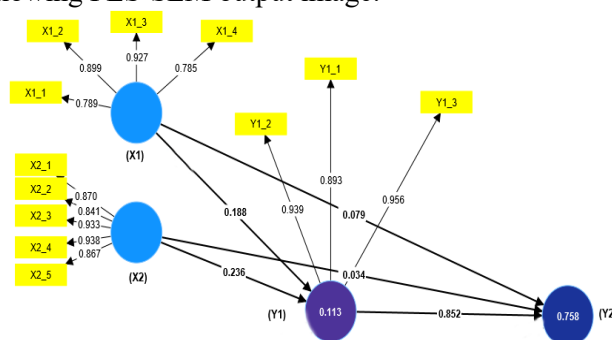 X1_3
X1_2
X1_4
0.927
0.899
0.785
X1_1
0.789
(X1)
Y1_1
Y1_2
Y1_3
X2_1
X2_2
X2_3
X2_4
X2_5
0.870
0.841
0.933
0.938
0.867
(X2)
0.188
0.236
0.939
0.893
0.956
0.079
0.034
(Y1)
0.113
0.852
0.758